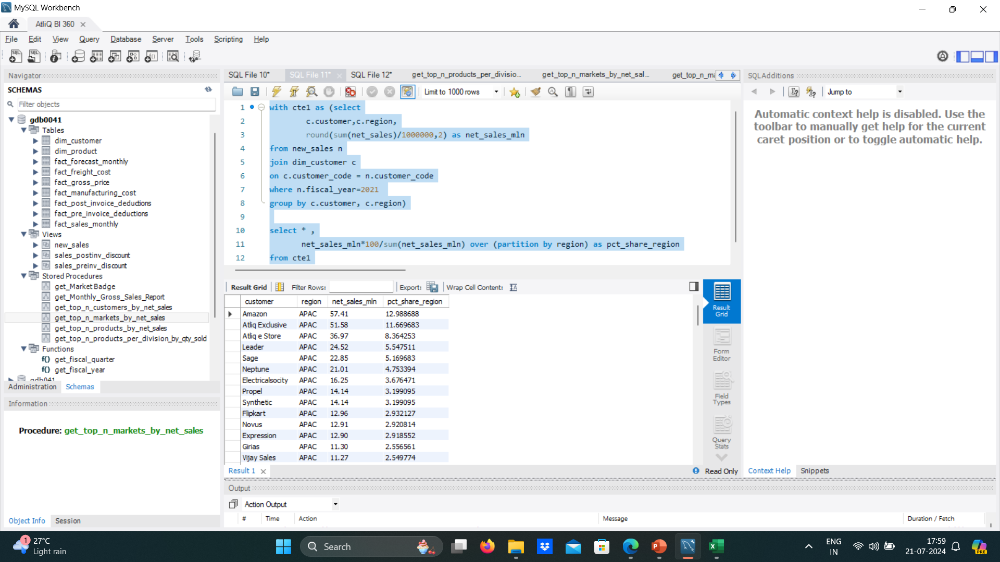 MySQL Workbench
AtliQ BI 360
File Edit View Query Database Server Tools Scripting Help
Navigator
SCHEMAS
Filter objects
gdb0041
Tables
dim_customer
dim_product
fact_forecast_monthly
fact_freight_cost
fact_gross_price
fact_manufacturing_cost
fact_post_invoice_deductions
fact_pre_invoice_deductions
fact_sales_monthly
Views
new_sales
sales_postinv_discount
sales_preinv_discount
Stored Procedures
get_Market Badge
get_Monthly_Gross_Sales_Report
get_top_n_customers_by_net_sales
get_top_n_markets_by_net_sales
get_top_n_products_by_net_sales
get_top_n_products_per_division_by_qty_sold
Functions
f() get_fiscal_quarter
f() get_fiscal_year
gdb041
Administration Schemas
Information
Procedure: get_top_n_markets_by_net_sales
Object Info Session
SQL File 10* SQL File 11* SQL File 12* get_top_n_products_per_divisio... get_top_n_markets_by_net_sal... get_top_n_ma
Limit to 1000 rows
1 with cte1 as (select
2 c.customer,c.region,
3 round(sum(net_sales)/1000000,2) as net_sales_mln
4 from new_sales n
5 join dim_customer c
6 on c.customer_code = n.customer_code
7 where n.fiscal_year=2021
8 group by c.customer, c.region)
9
10 select * ,
11 net_sales_mln*100/sum(net_sales_mln) over (partition by region) as pct_share_region
12 from cte1
Result Grid Filter Rows: Export: Wrap Cell Content:
customer region net_sales_mln pct_share_region
Amazon APAC 57.41 12.988688
Atliq Exclusive APAC 51.58 11.669683
Atliq e Store APAC 36.97 8.364253
Leader APAC 24.52 5.547511
Sage APAC 22.85 5.169683
Neptune APAC 21.01 4.753394
Electricalsocity APAC 16.25 3.676471
Propel APAC 14.14 3.199095
Synthetic APAC 14.14 3.199095
Flipkart APAC 12.96 2.932127
Novus APAC 12.91 2.920814
Expression APAC 12.90 2.918552
Girias APAC 11.30 2.556561
Vijay Sales APAC 11.27 2.549774
Result Grid
Form Editor
Field Types
Query Stats
Result 1
Read Only
Output
Action Output
# Time Action Message Duration / Fetch
SQLAdditions
Jump to
Automatic context help is disabled. Use the
toolbar to manually get help for the current
caret position or to toggle automatic help.
Context Help Snippets
1
27°C
Light rain
Search
ENG
IN
17:59
21-07-2024
PRE